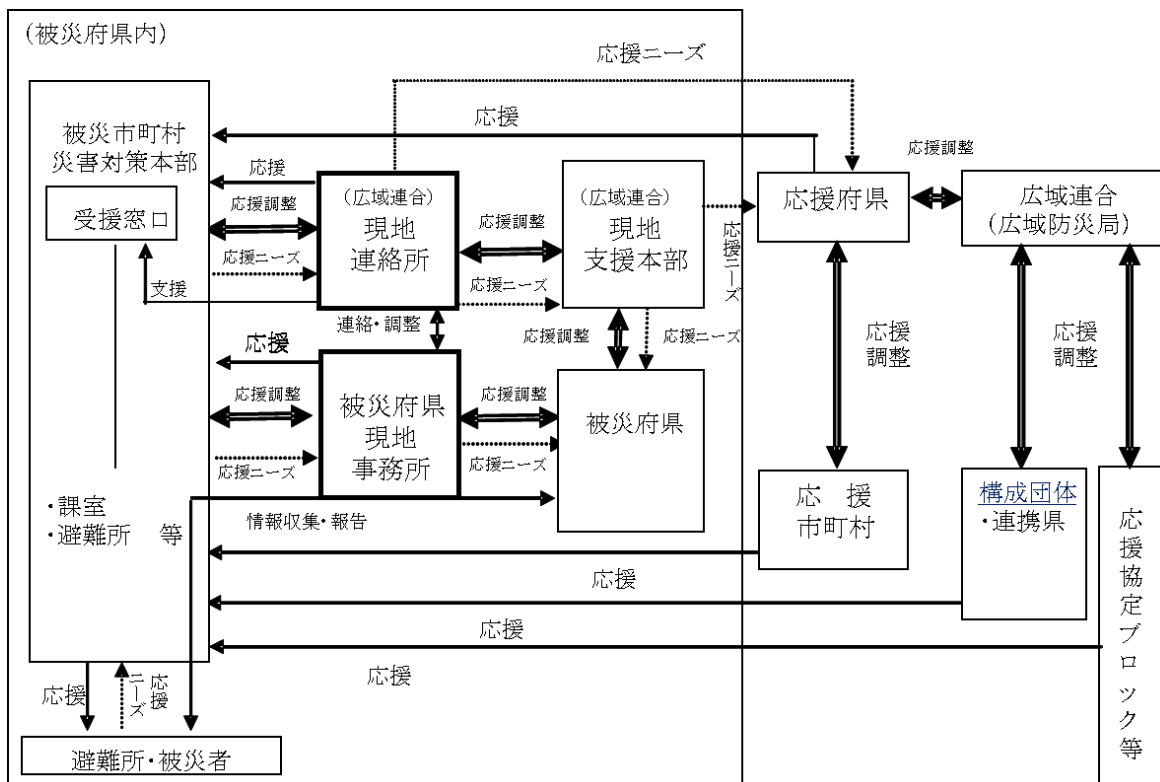 (被災府県内)
応援ニーズ
応援
被災市町村
災害対策本部
受援窓口
応援
応援調整
応援ニーズ
支援
(広域連合)
現地
連絡所
応援調整
応援ニーズ
(広域連合)
現地
支援本部
応援ニーズ
応援府県
応援調整
広域連合
(広域防災局)
連絡・調整
応援調整
応援ニーズ
応援
調整
応援
調整
応援
応援調整
応援ニーズ
被災府県
現地
事務所
応援調整
応援ニーズ
被災府県
・課室
・避難所 等
情報収集・報告
応 援
市町村
構成団体
・連携県
応援協定ブロック等
応援
応援
応援
応援
応援
ニーズ
避難所・被災者